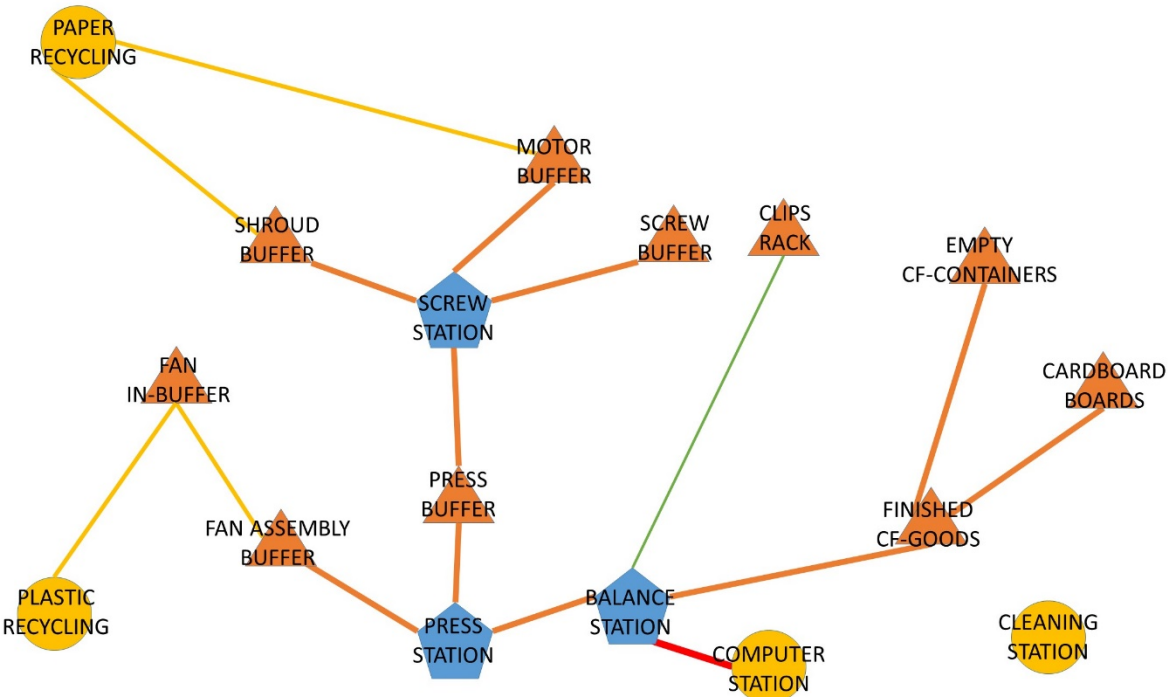 PAPER
RECYCLING
MOTOR
BUFFER
SHROUD
BUFFER
SCREW
BUFFER
CLIPS
RACK
EMPTY
CF-CONTAINERS
SCREW
STATION
FAN
IN-BUFFER
CARDBOARD
BOARDS
PRESS
BUFFER
FAN ASSEMBLY
BUFFER
FINISHED
CF-GOODS
PLASTIC
RECYCLING
PRESS
STATION
BALANCE
STATION
COMPUTER
STATION
CLEANING
STATION